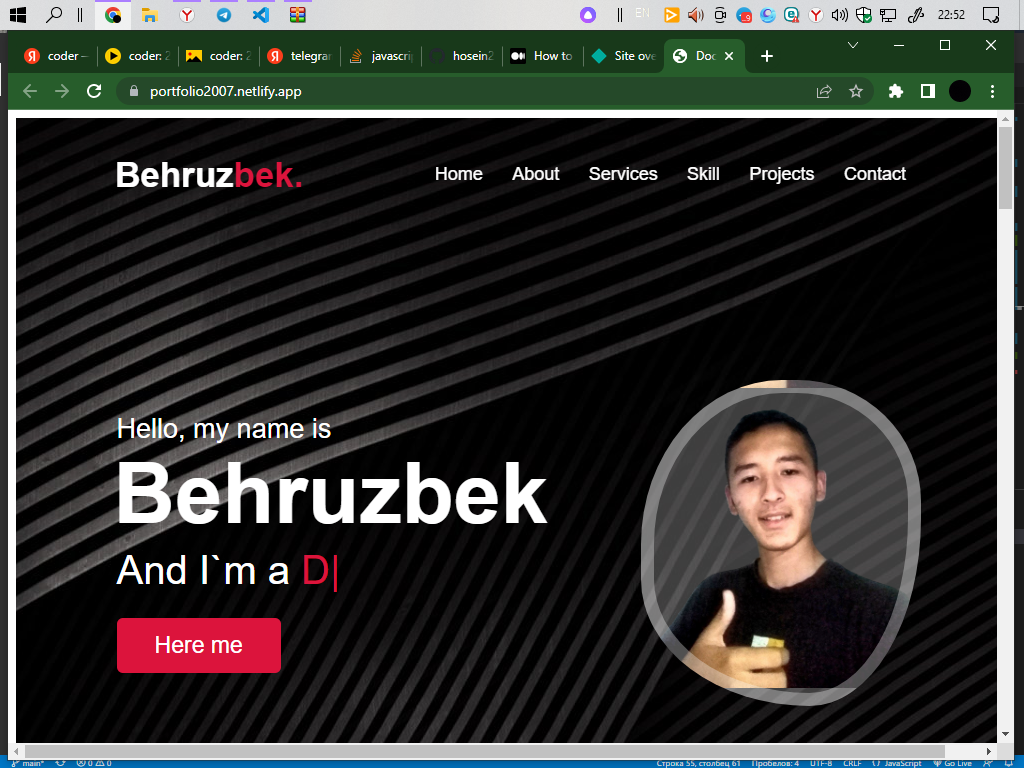 EN
22:52
coder –
coder: 2
coder: 2
telegrar
javascri
hosein2
How to
Site ove
Doc
portfolio2007.netlify.app
Behruzbek.
Home
About
Services
Skill
Projects
Contact
Hello, my name is
Behruzbek
And I`m a D|
Here me
main*
0 0
Строка 55, столбец 61
Пробелов: 4
UTF-8
CRLF
JavaScript
Go Live